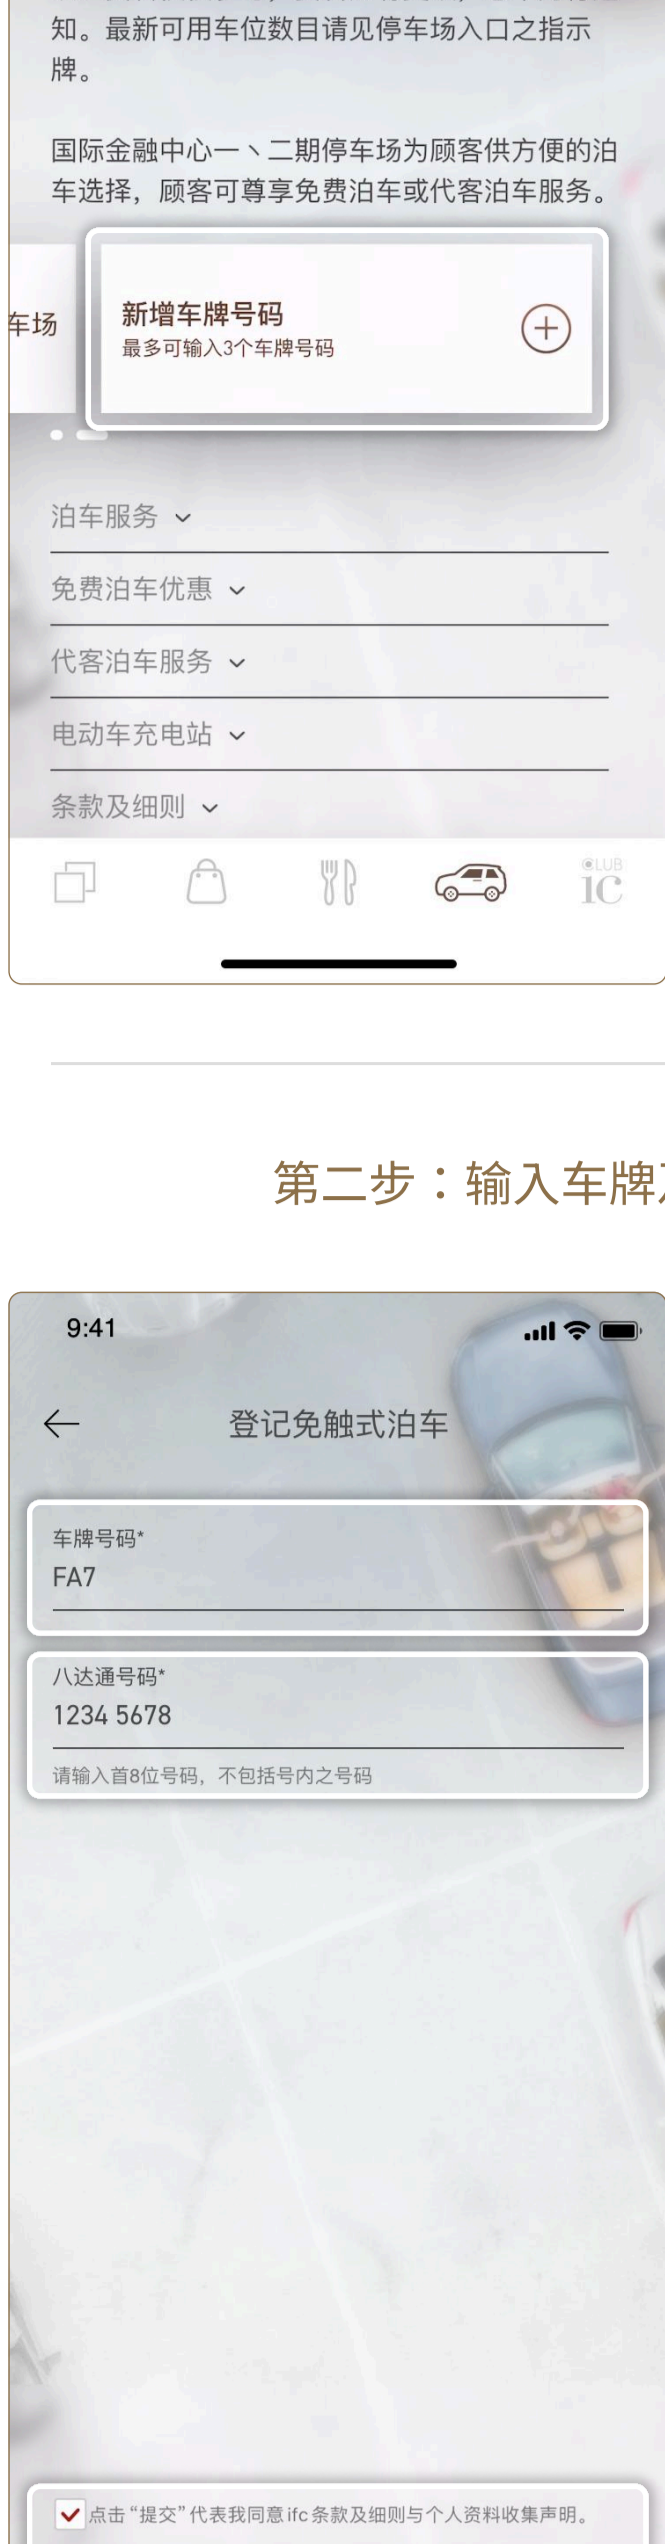 知。最新可用车位数目请见停车场入口之指示
牌。
国际金融中心一丶二期停车场为顾客供方便的泊
车选择，顾客可尊享免费泊车或代客泊车服务。
车场
新增车牌号码
最多可输入3个车牌号码
泊车服务
免费泊车优惠
代客泊车服务
电动车充电站
条款及细则
CLUB
ic
第二步：输入车牌
9:41
登记免触式泊车
车牌号码*
FA7
八达通号码*
1234 5678
请输入首8位号码，不包括号内之号码
点击“提交”代表我同意ifc条款及细则与个人资料收集声明。